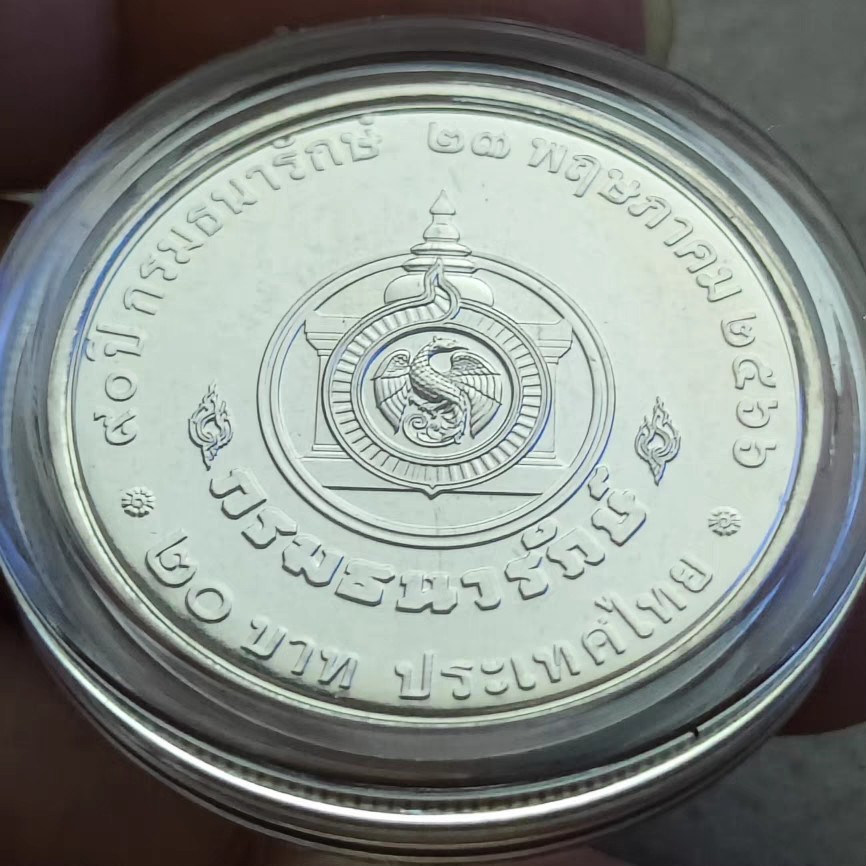 ๙๐ ปี กรมธนารักษ์ ๒๓ พฤษภาคม ๒๕๖๖
กรมธนารักษ์
๒๐ บาท ประเทศไทย